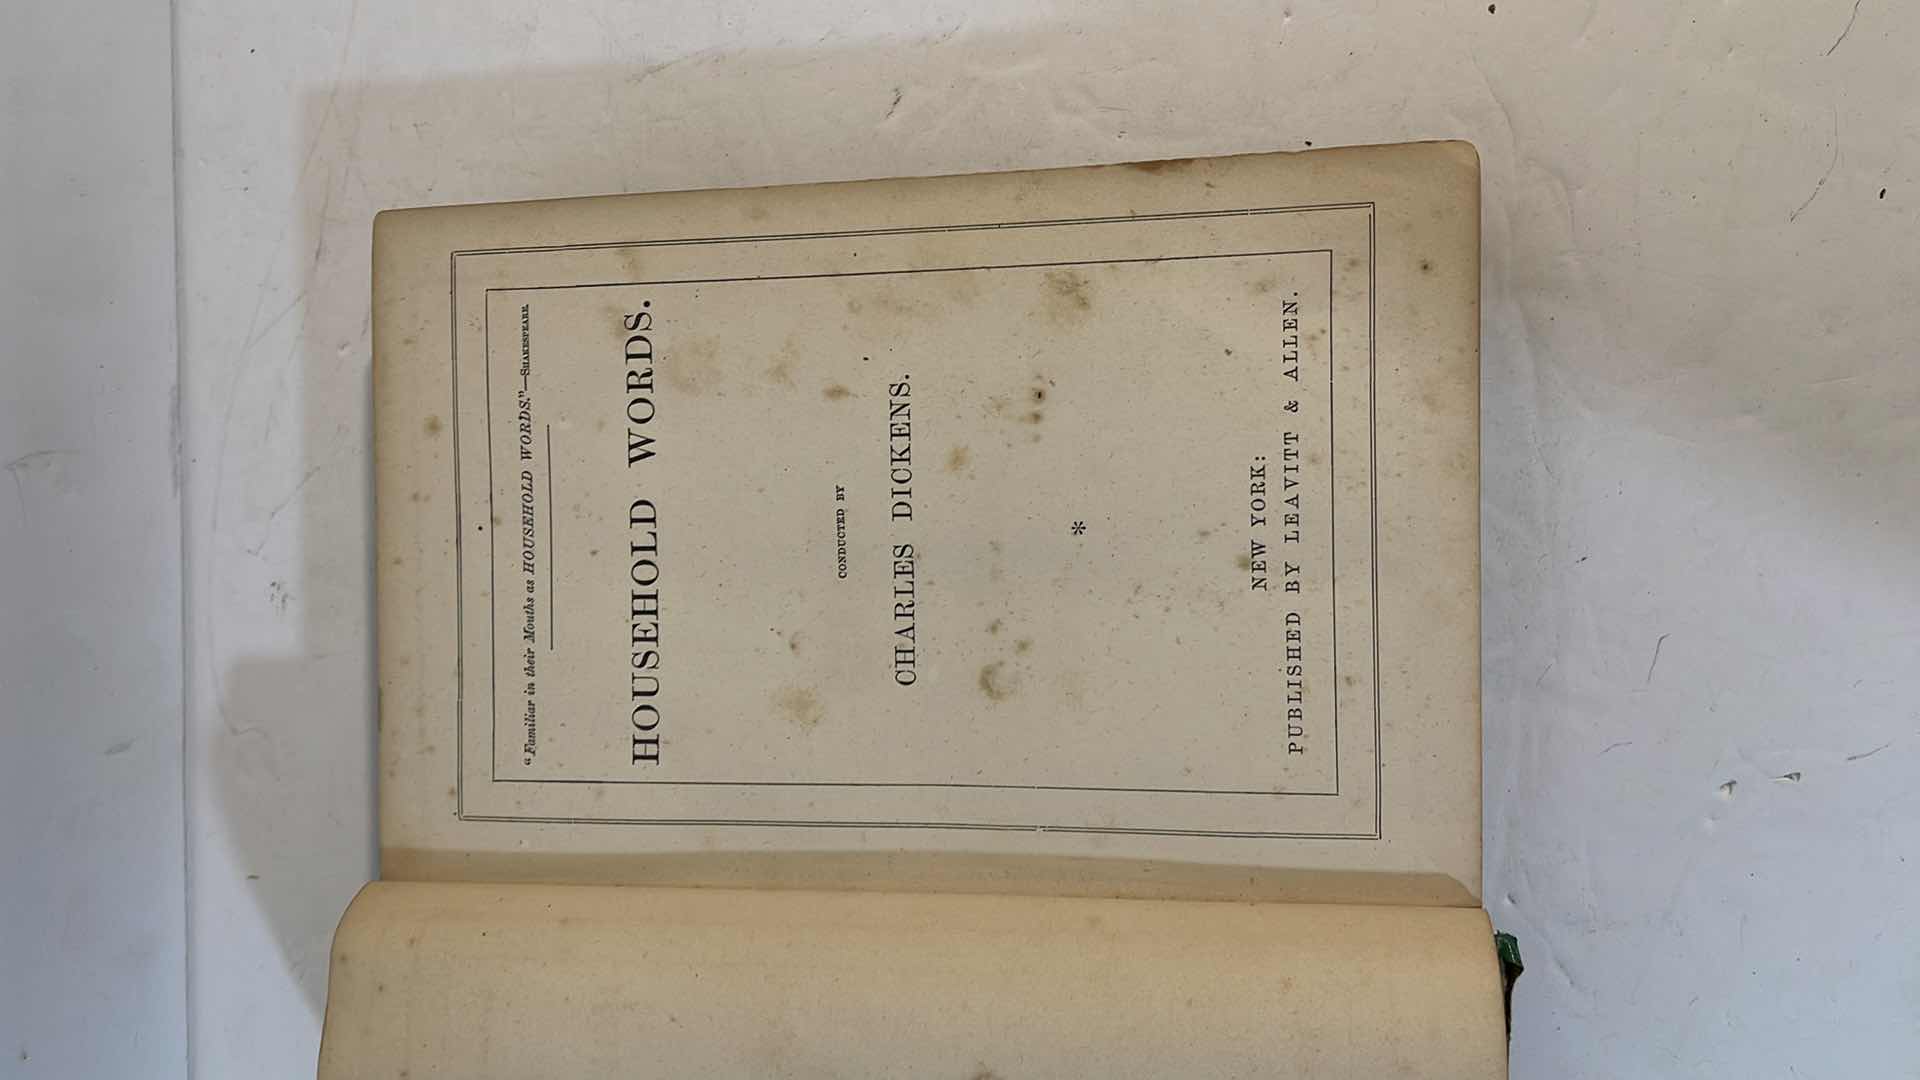 “Familiar in their Mouths as HOUSEHOLD WORDS.”—Shakespeare.
HOUSEHOLD WORDS.
CONDUCTED BY
CHARLES DICKENS.
*
NEW YORK:
PUBLISHED BY LEAVITT & ALLEN.